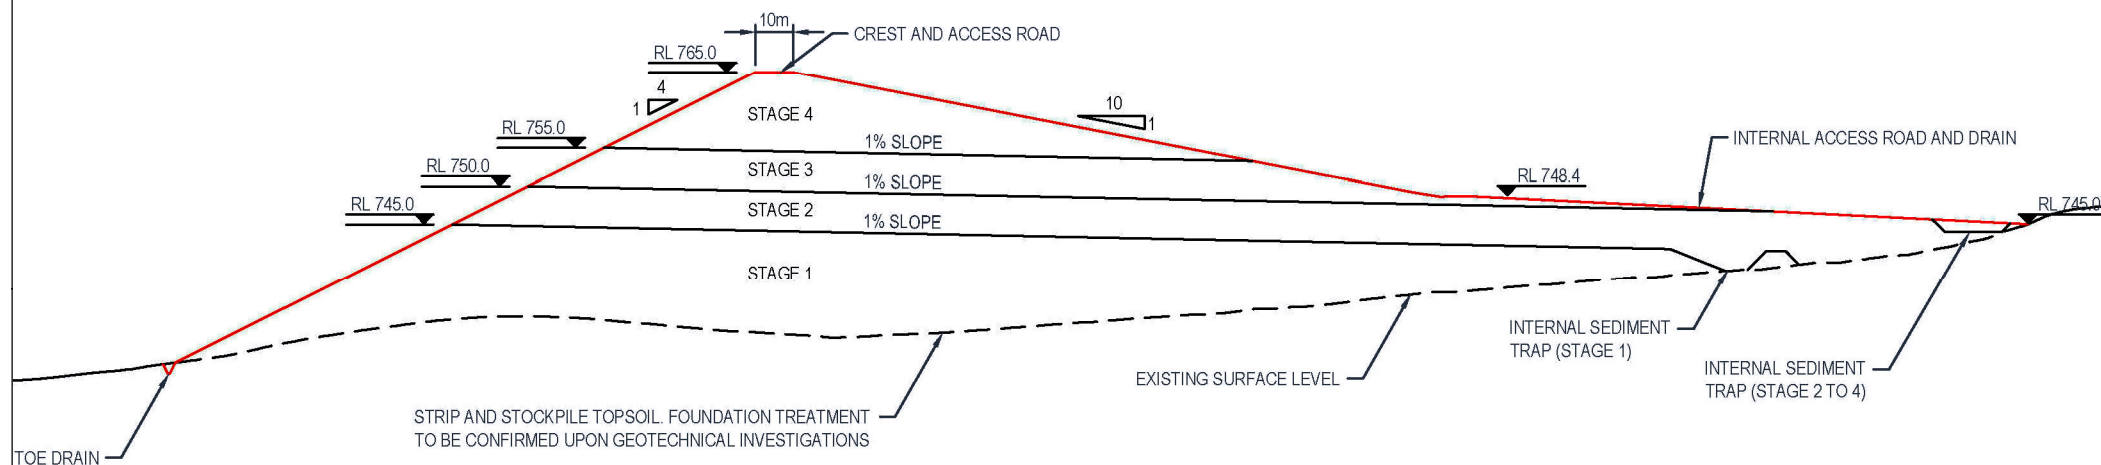 10m
CREST AND ACCESS ROAD
RL 765.0
4
1
10
1
STAGE 4
RL 755.0
1% SLOPE
INTERNAL ACCESS ROAD AND DRAIN
RL 750.0
STAGE 3
1% SLOPE
RL 748.4
RL 745.0
RL 745.0
STAGE 2
1% SLOPE
STAGE 1
INTERNAL SEDIMENT
TRAP (STAGE 1)
INTERNAL SEDIMENT
TRAP (STAGE 2 TO 4)
EXISTING SURFACE LEVEL
STRIP AND STOCKPILE TOPSOIL. FOUNDATION TREATMENT
TO BE CONFIRMED UPON GEOTECHNICAL INVESTIGATIONS
TOE DRAIN